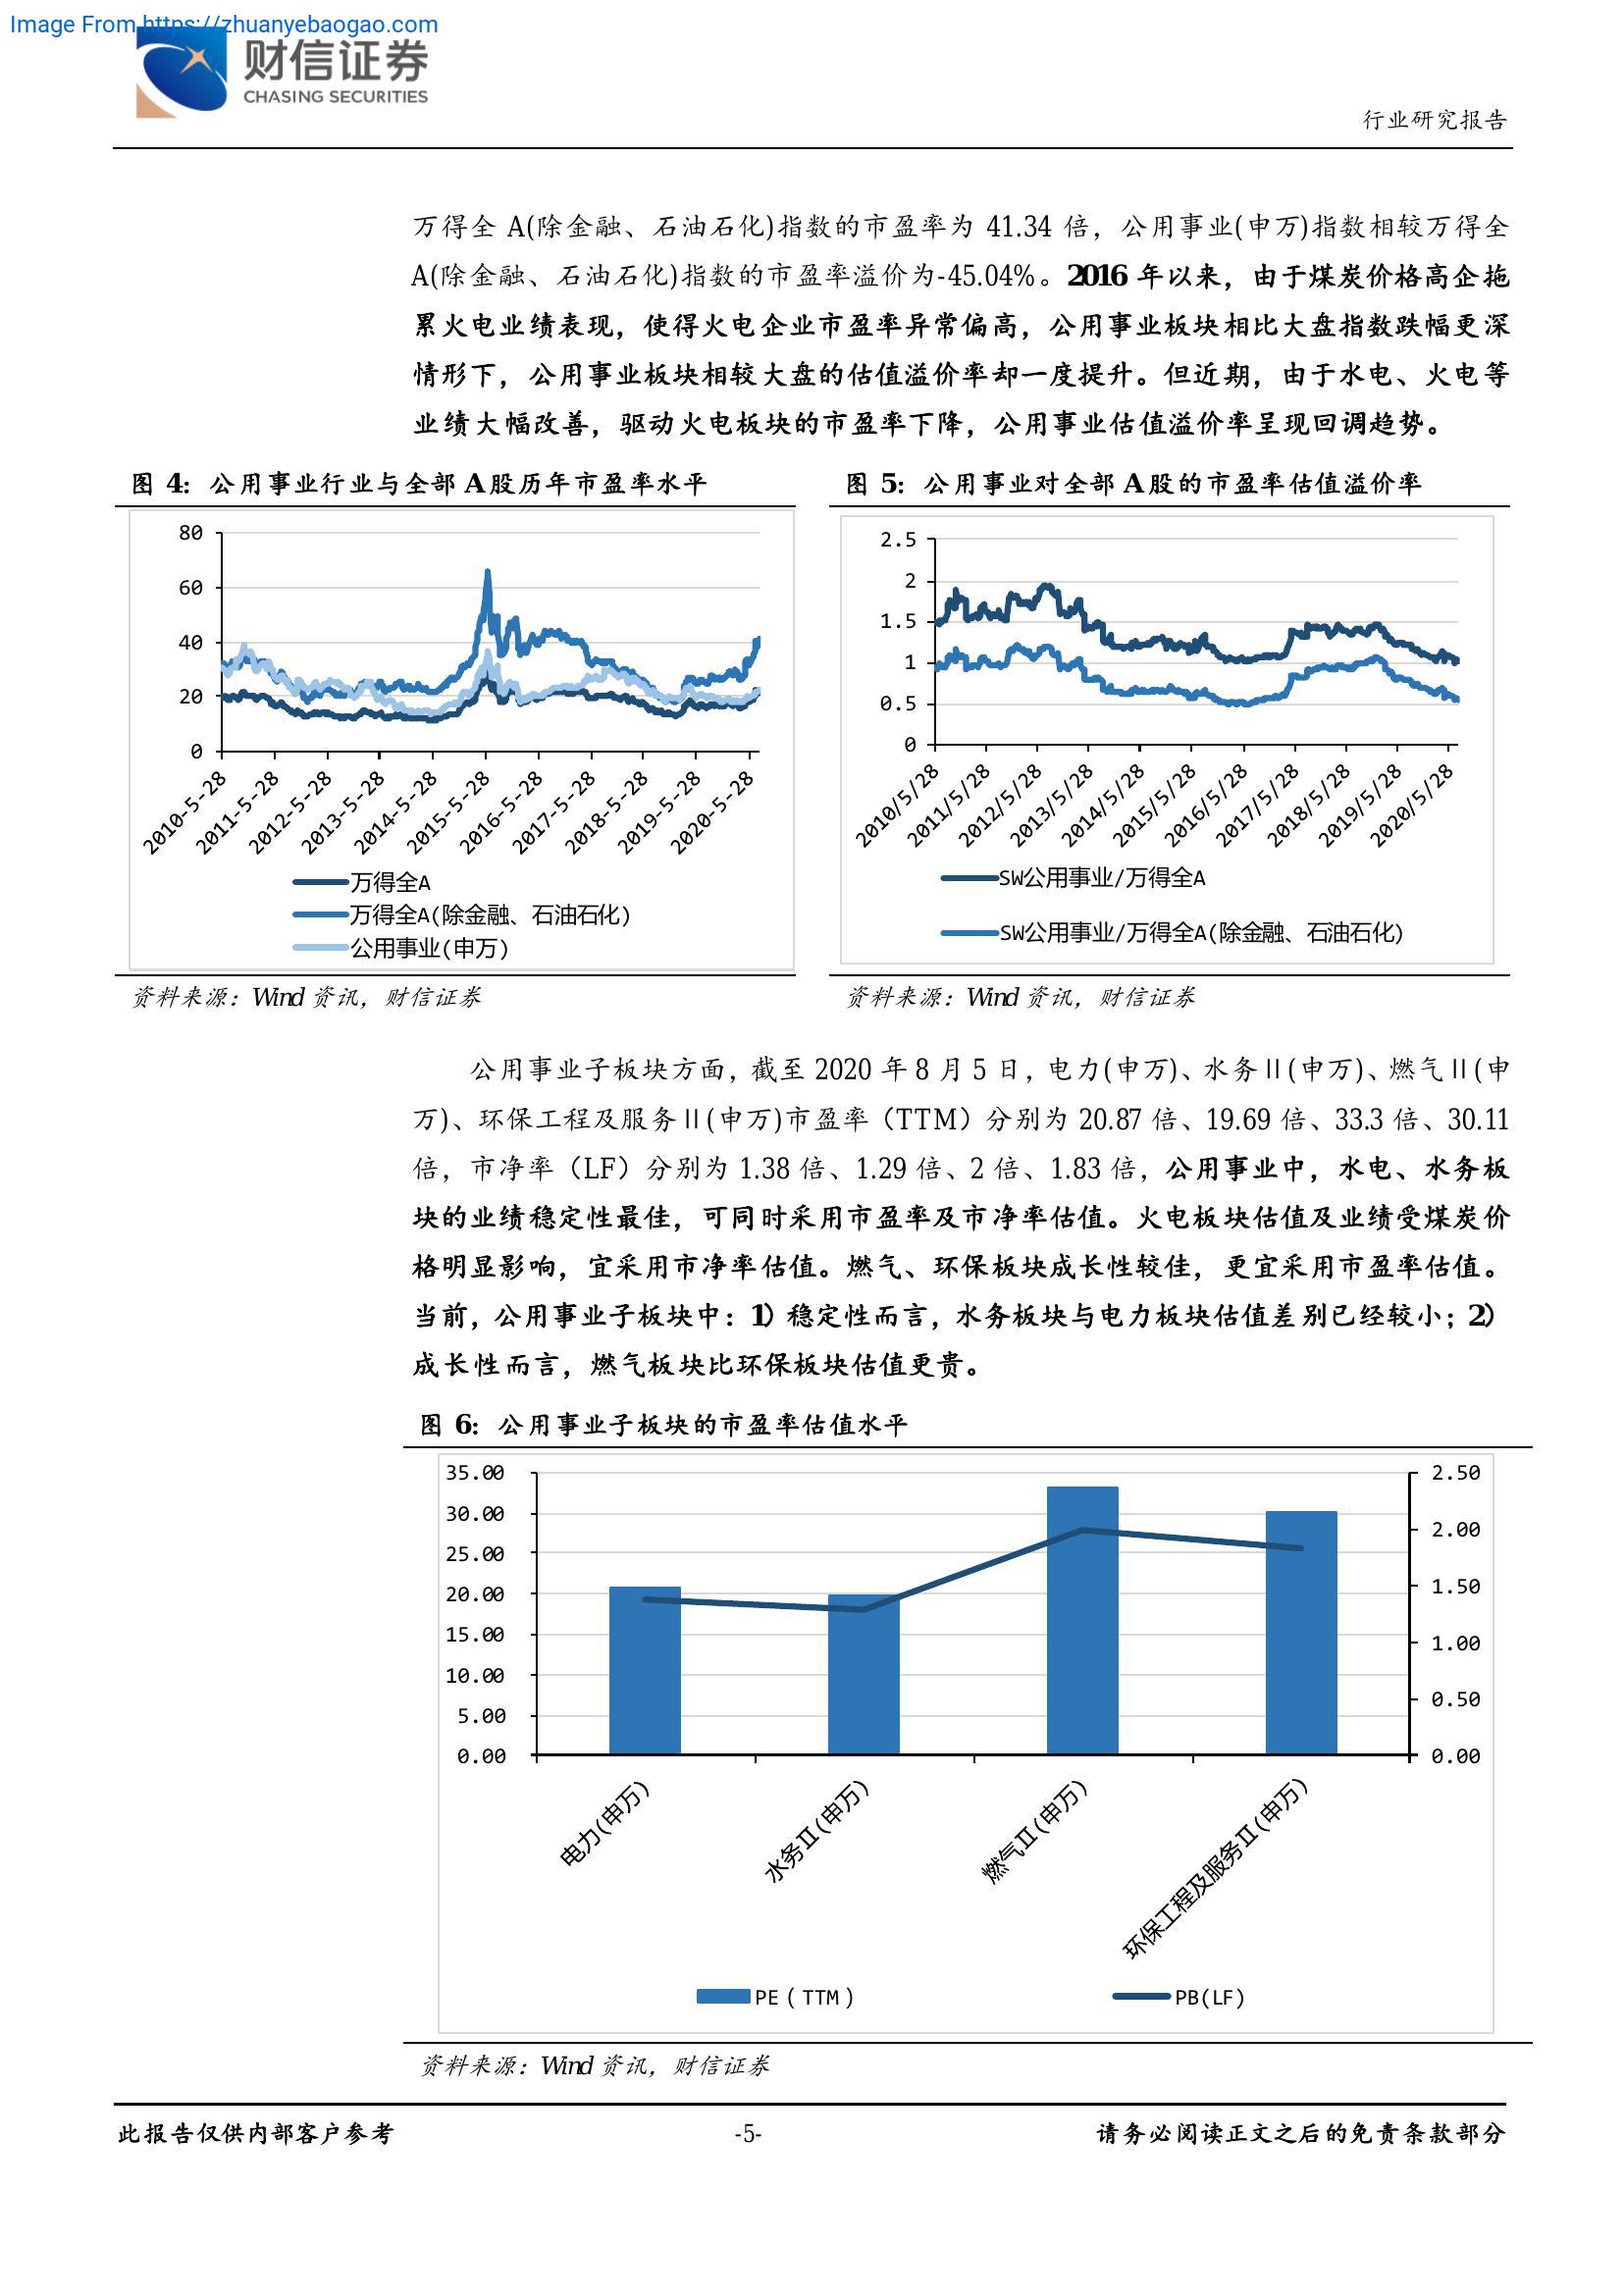 Image From https://zhuanyebaogao.com
财信证券
CHASING SECURITIES
行业研究报告
万得全 A(除金融、石油石化)指数的市盈率为 41.34 倍，公用事业(申万)指数相较万得全
A(除金融、石油石化)指数的市盈率溢价为-45.04%。2016 年以来，由于煤炭价格高企拖
累火电业绩表现，使得火电企业市盈率异常偏高，公用事业板块相比大盘指数跌幅更深
情形下，公用事业板块相较大盘的估值溢价率却一度提升。但近期，由于水电、火电等
业绩大幅改善，驱动火电板块的市盈率下降，公用事业估值溢价率呈现回调趋势。
图 4：公用事业行业与全部 A股历年市盈率水平
80
60
40
20
0
2010-5-28
2011-5-28
2012-5-28
2013-5-28
2014-5-28
2015-5-28
2016-5-28
2017-5-28
2018-5-28
2019-5-28
2020-5-28
万得全A
万得全A(除金融、石油石化)
公用事业(申万)
资料来源：Wind 资讯，财信证券
图 5：公用事业对全部 A股的市盈率估值溢价率
2.5
2
1.5
1
0.5
0
2010/5/28
2011/5/28
2012/5/28
2013/5/28
2014/5/28
2015/5/28
2016/5/28
2017/5/28
2018/5/28
2019/5/28
2020/5/28
SW公用事业/万得全A
SW公用事业/万得全A(除金融、石油石化)
资料来源：Wind 资讯，财信证券
公用事业子板块方面，截至 2020 年 8 月 5 日，电力(申万)、水务Ⅱ(申万)、燃气Ⅱ(申
万)、环保工程及服务Ⅱ(申万)市盈率（TTM）分别为 20.87 倍、19.69 倍、33.3 倍、30.11
倍，市净率（LF）分别为 1.38 倍、1.29 倍、2 倍、1.83 倍，公用事业中，水电、水务板
块的业绩稳定性最佳，可同时采用市盈率及市净率估值。火电板块估值及业绩受煤炭价
格明显影响，宜采用市净率估值。燃气、环保板块成长性较佳，更宜采用市盈率估值。
当前，公用事业子板块中：1）稳定性而言，水务板块与电力板块估值差别已经较小；2）
成长性而言，燃气板块比环保板块估值更贵。
图 6：公用事业子板块的市盈率估值水平
35.00
30.00
25.00
20.00
15.00
10.00
5.00
0.00
2.50
2.00
1.50
1.00
0.50
0.00
电力(申万)
水务Ⅱ(申万)
燃气Ⅱ(申万)
环保工程及服务Ⅱ(申万)
PE（TTM）
PB(LF)
资料来源：Wind 资讯，财信证券
此报告仅供内部客户参考
-5-
请务必阅读正文之后的免责条款部分